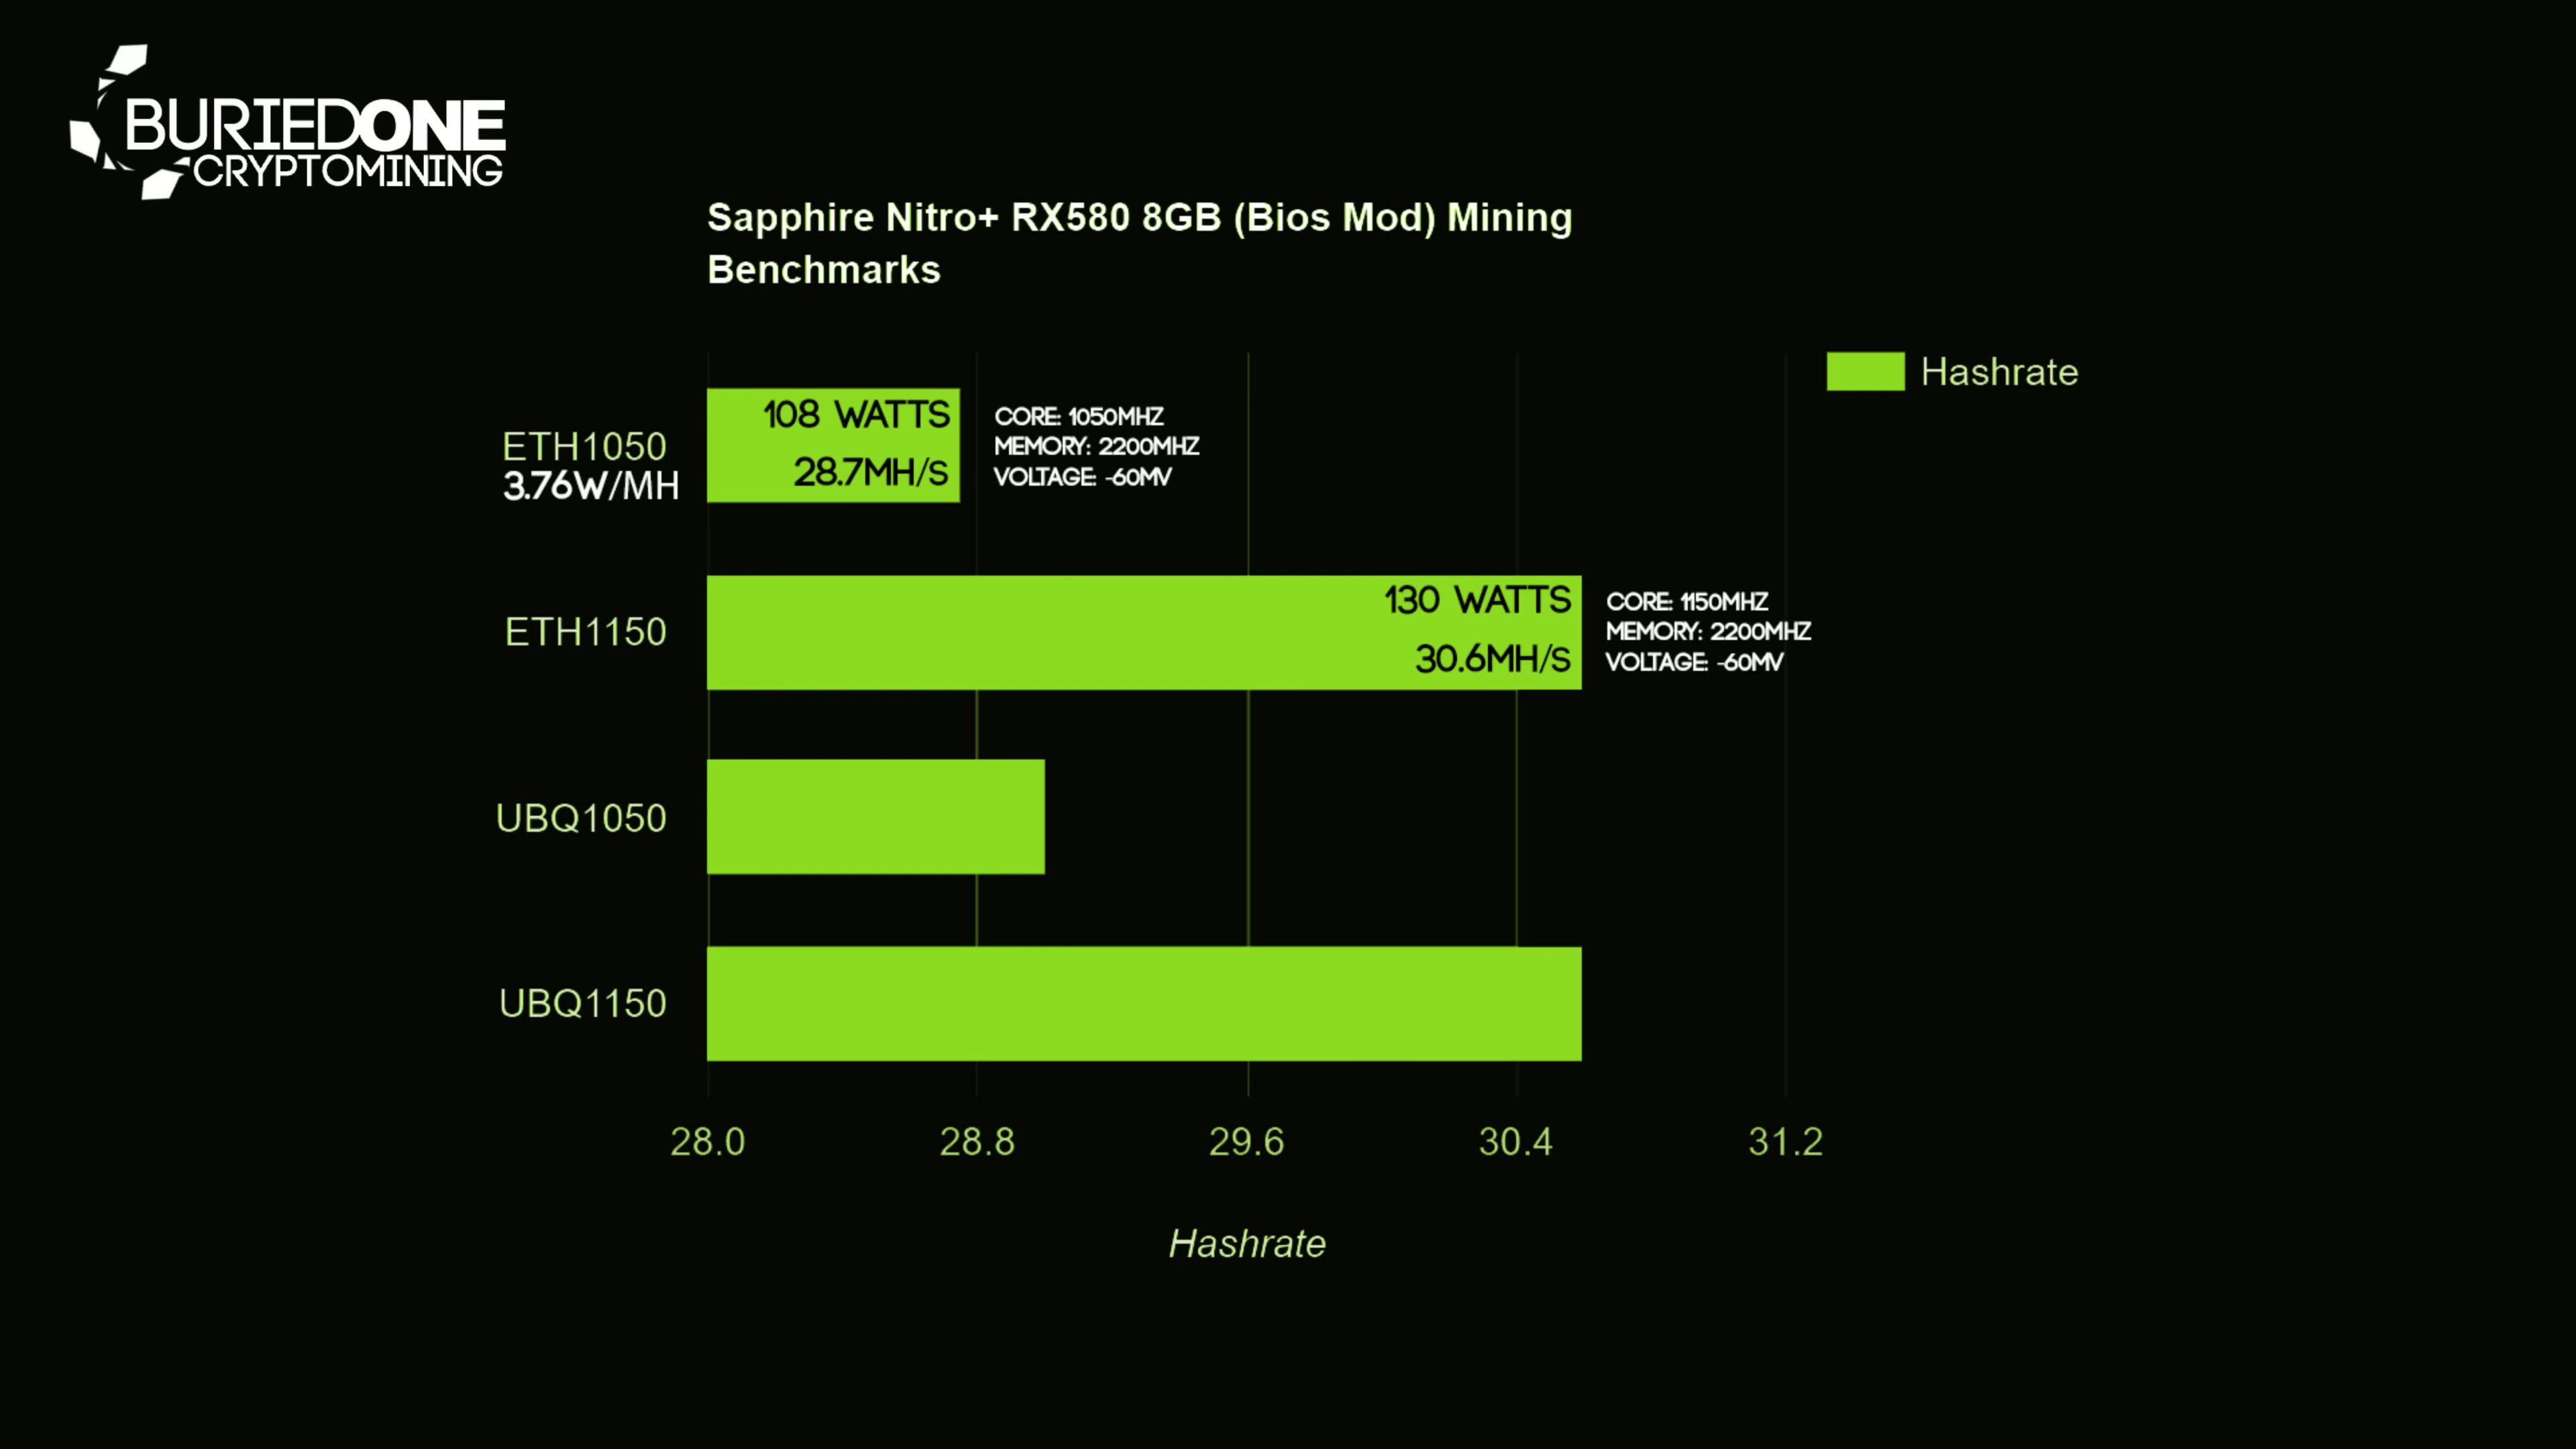 BURIEDONE
CRYPTOMINING
Sapphire Nitro+ RX580 8GB (Bios Mod) Mining
Benchmarks
Hashrate
ETH1050
3.76W/MH
108 WATTS
28.7MH/S
CORE: 1050MHZ
MEMORY: 2200MHZ
VOLTAGE: -60MV
ETH1150
130 WATTS
30.6MH/S
CORE: 1150MHZ
MEMORY: 2200MHZ
VOLTAGE: -60MV
UBQ1050
UBQ1150
28.0 28.8 29.6 30.4 31.2
Hashrate